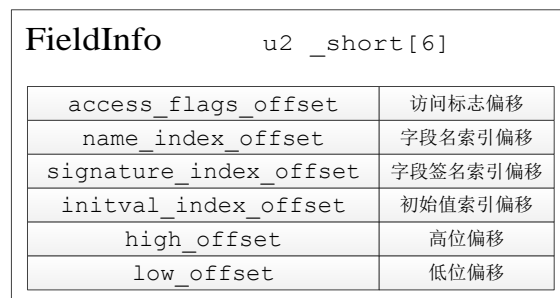 FieldInfo u2 _short[6]
access_flags_offset 访问标志偏移
name_index_offset 字段名索引偏移
signature_index_offset 字段签名索引偏移
initval_index_offset 初始值索引偏移
high_offset 高位偏移
low_offset 低位偏移